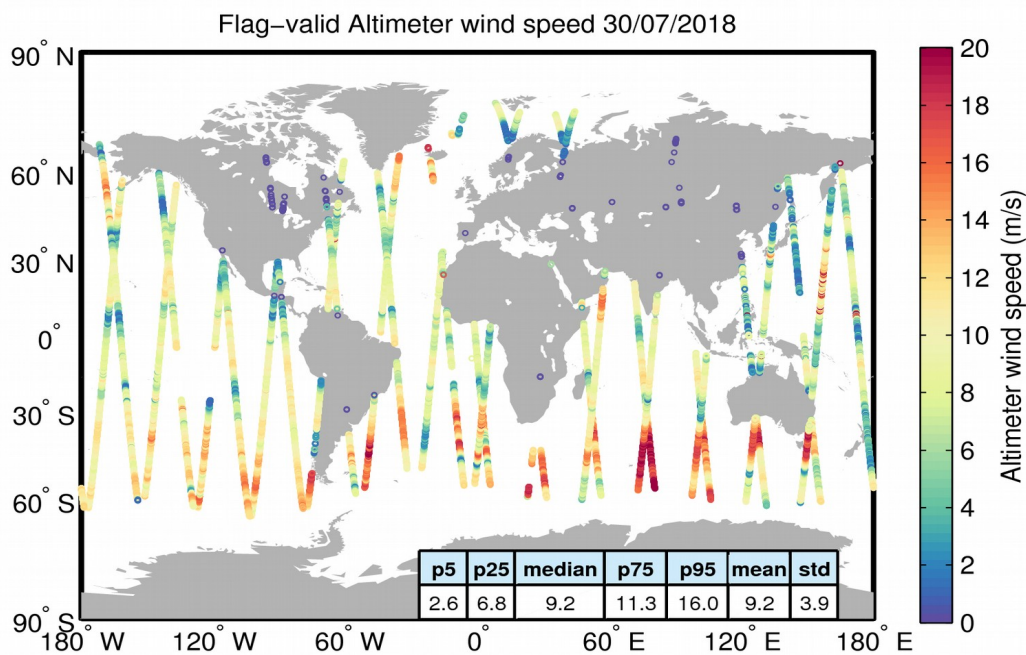 Flag-valid Altimeter wind speed 30/07/2018
90° N
60° N
30° N
0°
30° S
60° S
90° S
180° W
120° W
60° W
0°
60° E
120° E
180° E
p5 p25 median p75 p95 mean std
2.6 6.8 9.2 11.3 16.0 9.2 3.9
20
18
16
14
12
10
8
6
4
2
0
Altimeter wind speed (m/s)